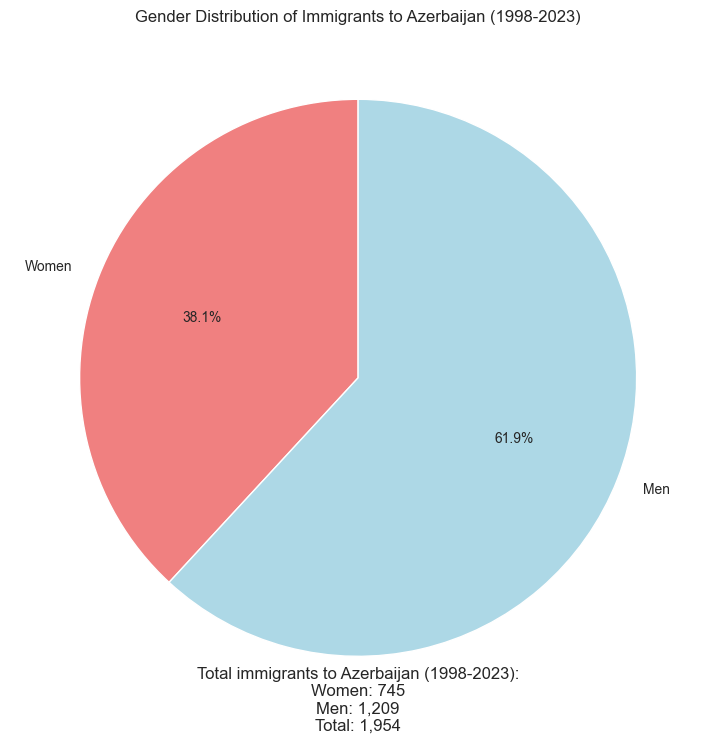 Gender Distribution of Immigrants to Azerbaijan (1998-2023)
Women
38.1%
61.9%
Men
Total immigrants to Azerbaijan (1998-2023):
Women: 745
Men: 1,209
Total: 1,954